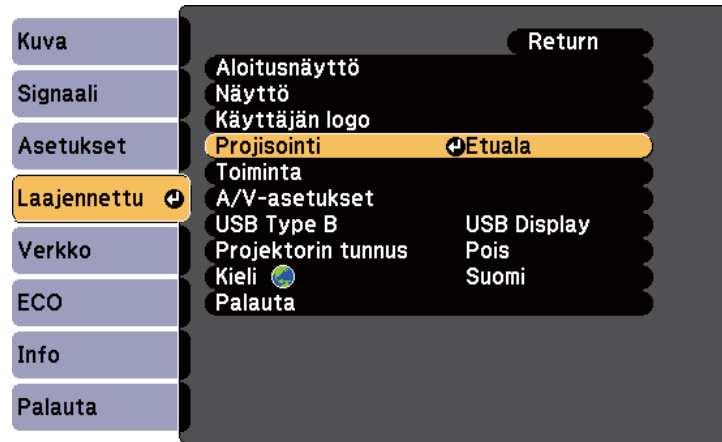 Kuva
Signaali
Asetukset
Laajennettu
Verkko
ECO
Info
Palauta
Return
Aloitusnäyttö
Näyttö
Käyttäjän logo
Projisointi Etuala
Toiminta
A/V-asetukset
USB Type B USB Display
Projektorin tunnus Pois
Kieli Suomi
Palauta